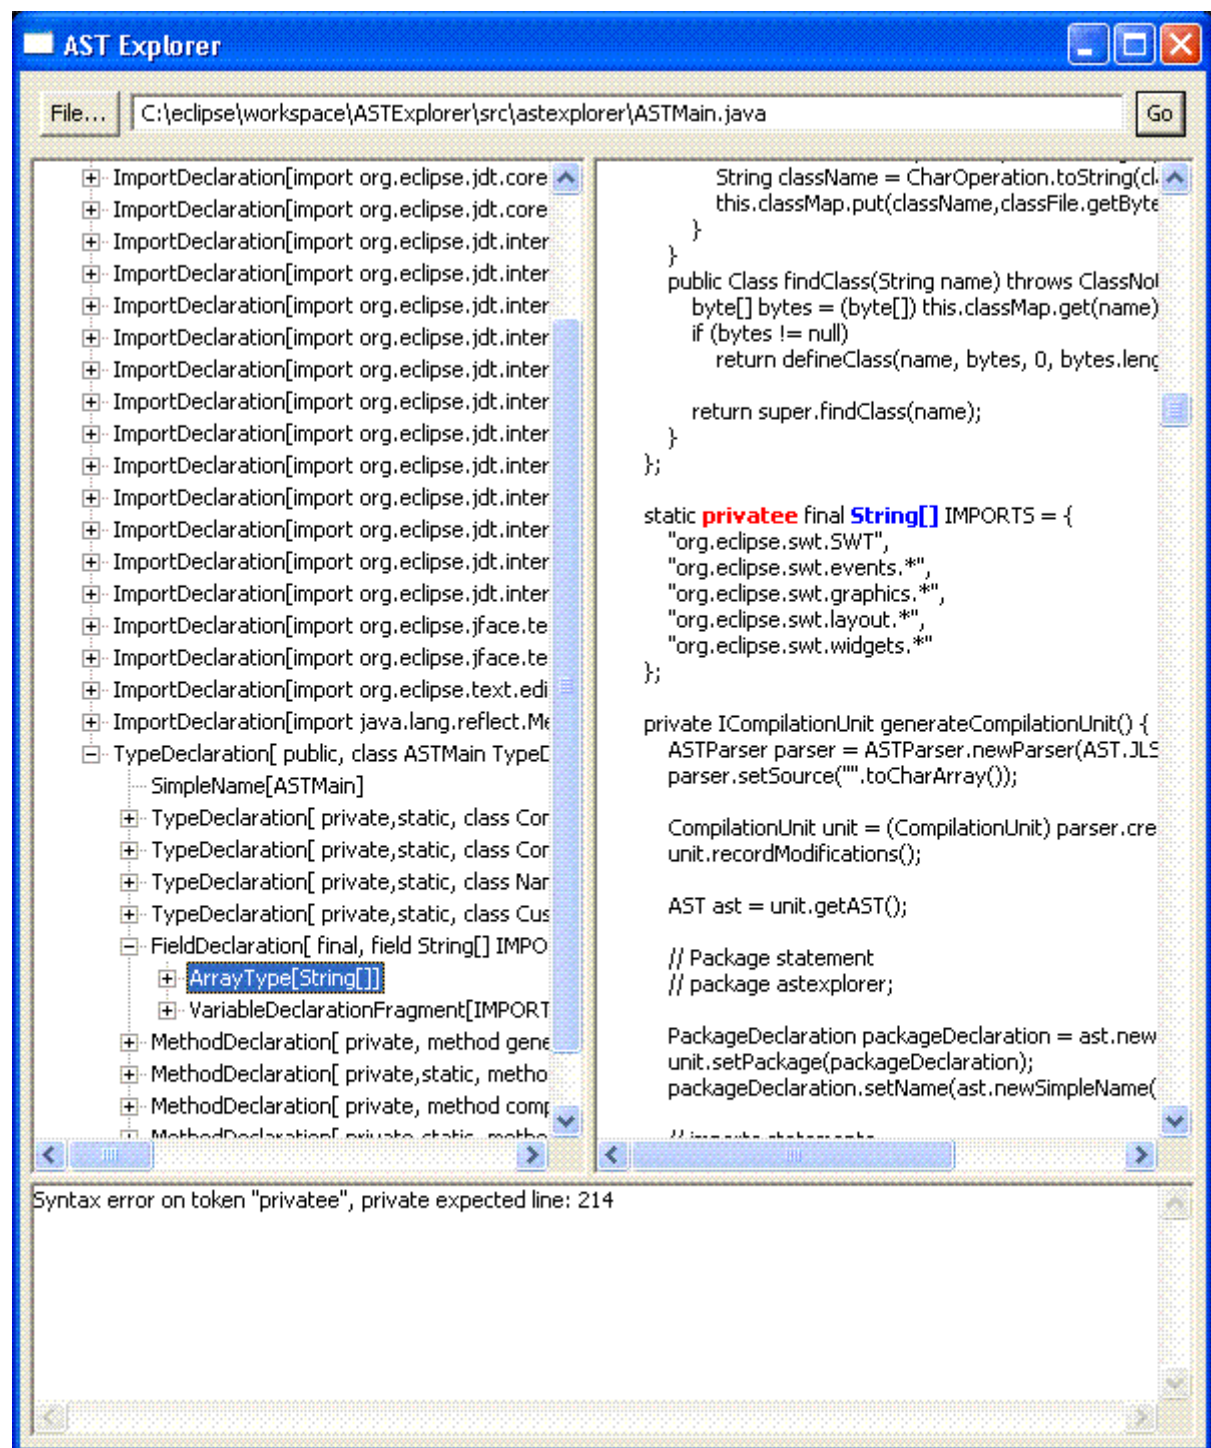 AST Explorer
File...
C:\eclipse\workspace\ASTExplorer\src\astexplorer\ASTMain.java
Go
ImportDeclaration[import org.eclipse.jdt.core
ImportDeclaration[import org.eclipse.jdt.core
ImportDeclaration[import org.eclipse.jdt.inter
ImportDeclaration[import org.eclipse.jdt.inter
ImportDeclaration[import org.eclipse.jdt.inter
ImportDeclaration[import org.eclipse.jdt.inter
ImportDeclaration[import org.eclipse.jdt.inter
ImportDeclaration[import org.eclipse.jdt.inter
ImportDeclaration[import org.eclipse.jdt.inter
ImportDeclaration[import org.eclipse.jdt.inter
ImportDeclaration[import org.eclipse.jdt.inter
ImportDeclaration[import org.eclipse.jdt.inter
ImportDeclaration[import org.eclipse.jdt.inter
ImportDeclaration[import org.eclipse.jdt.inter
ImportDeclaration[import org.eclipse.jface.te
ImportDeclaration[import org.eclipse.jface.te
ImportDeclaration[import org.eclipse.text.edi
ImportDeclaration[import java.lang.reflect.Me
TypeDeclaration[ public, class ASTMain TypeD
SimpleName[ASTMain]
TypeDeclaration[ private,static, class Cor
TypeDeclaration[ private,static, class Cor
TypeDeclaration[ private,static, class Nar
TypeDeclaration[ private,static, class Cus
FieldDeclaration[ final, field String[] IMPO
ArrayType[String[]]
VariableDeclarationFragment[IMPORT
MethodDeclaration[ private, method gene
MethodDeclaration[ private,static, metho
MethodDeclaration[ private, method comp
MethodDeclaration[ private, static, metho
String className = CharOperation.toString(cl
this.classMap.put(className,classFile.getByte
}
}
public Class findClass(String name) throws ClassNot
byte[] bytes = (byte[]) this.classMap.get(name)
if (bytes != null)
return defineClass(name, bytes, 0, bytes.leng
return super.findClass(name);
}
};
static privatee final String[] IMPORTS = {
"org.eclipse.swt.SWT",
"org.eclipse.swt.events.*",
"org.eclipse.swt.graphics.*",
"org.eclipse.swt.layout.*",
"org.eclipse.swt.widgets.*"
};
private ICompilationUnit generateCompilationUnit() {
ASTParser parser = ASTParser.newParser(AST.JLS
parser.setSource("".toCharArray());
CompilationUnit unit = (CompilationUnit) parser.cre
unit.recordModifications();
AST ast = unit.getAST();
// Package statement
// package astexplorer;
PackageDeclaration packageDeclaration = ast.new
unit.setPackage(packageDeclaration);
packageDeclaration.setName(ast.newSimpleName(
// imports statements
Syntax error on token "privatee", private expected line: 214